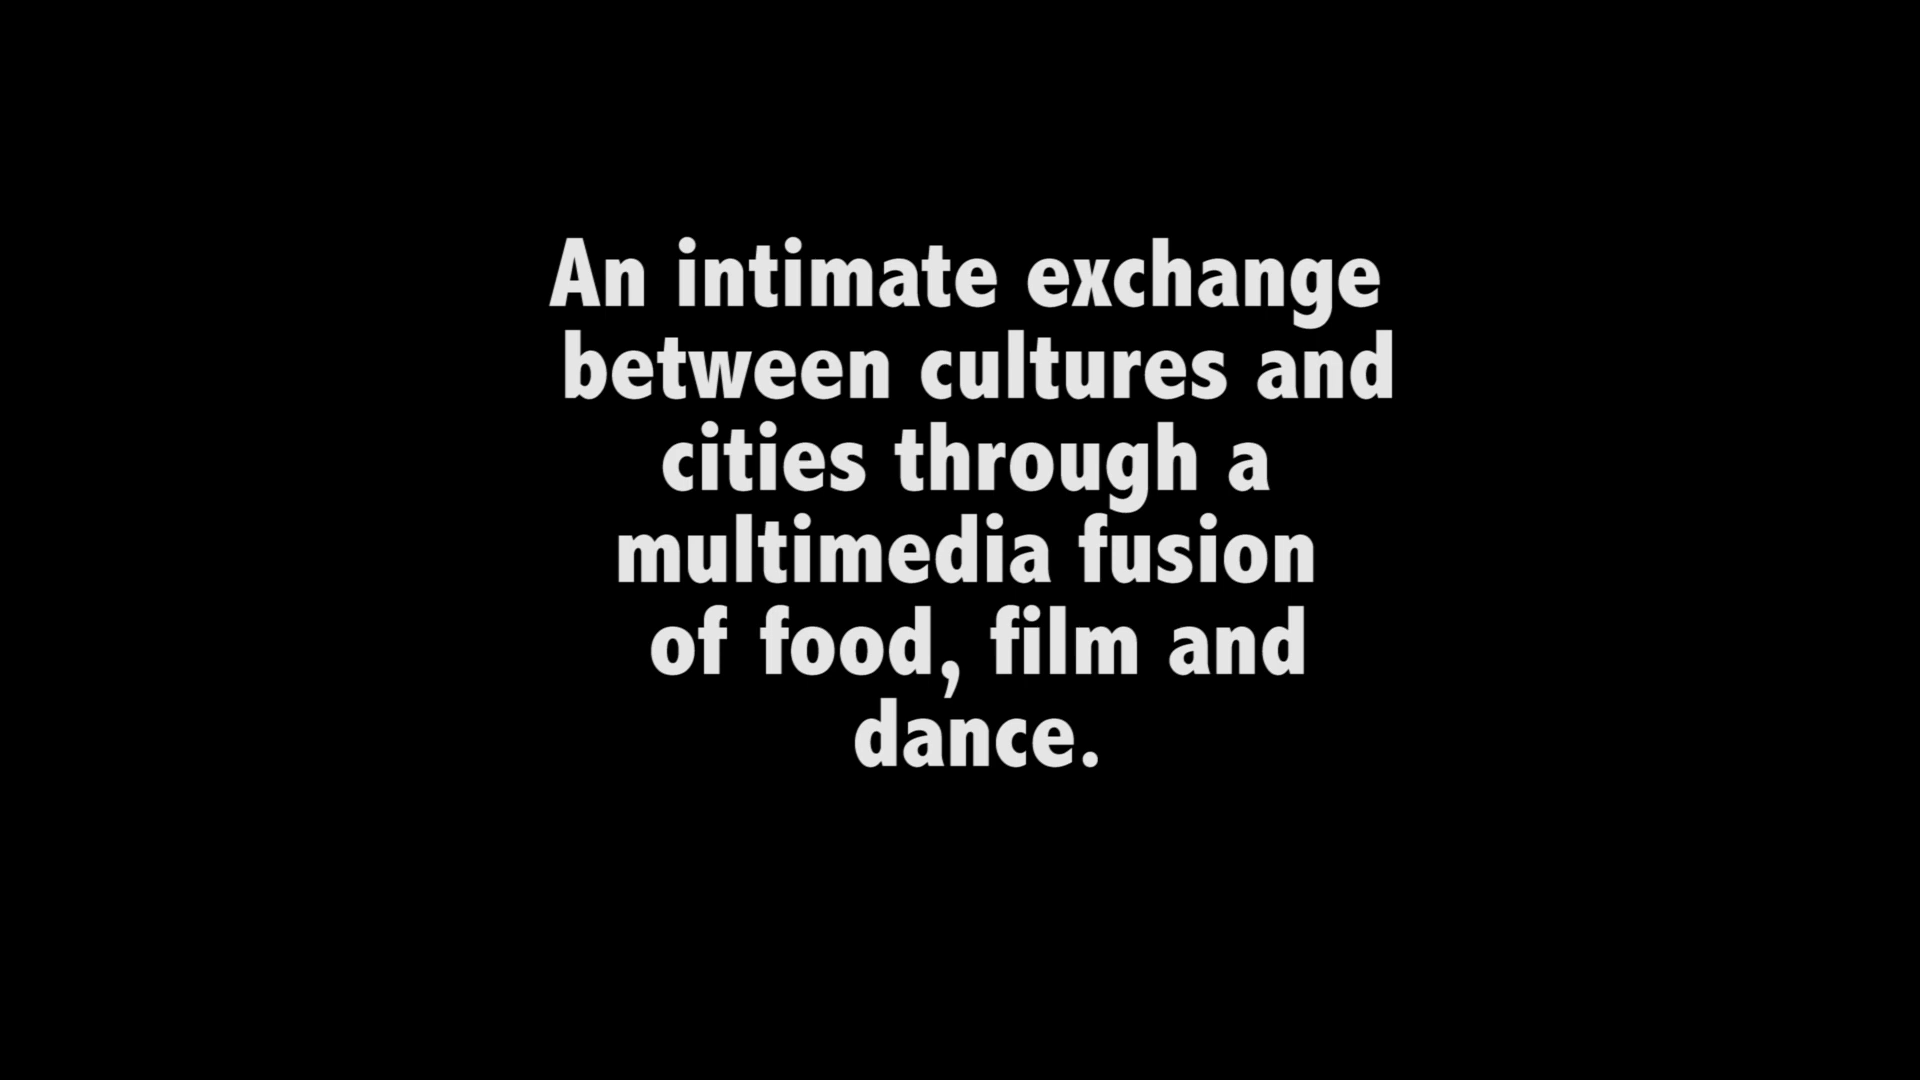 An intimate exchange
between cultures and
cities through a
multimedia fusion
of food, film and
dance.